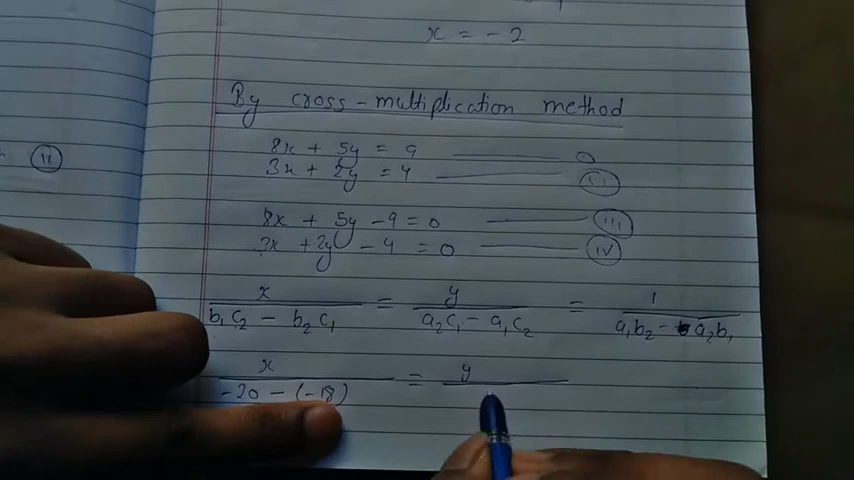 x = -2
By cross-multiplication method
8x + 5y = 9
(ii)
3x + 2y = 4 (ii)
8x + 5y - 9 = 0 (iii)
3x + 2y - 4 = 0 (iv)
x/(b₁c₂ - b₂c₁) = y/(a₂c₁ - a₁c₂) = 1/(a₁b₂ - a₂b₁)
x/(-20 - (-18)) = y